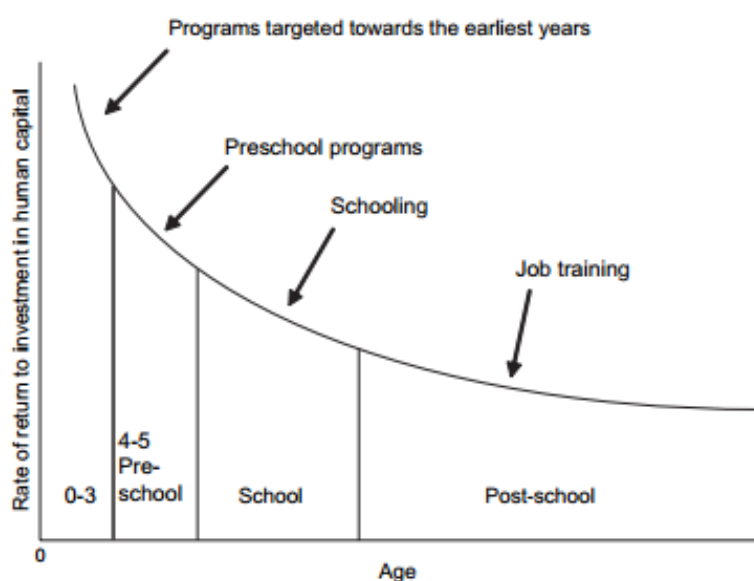 Programs targeted towards the earliest years
Preschool programs
Schooling
Job training
Rate of return to investment in human capital
0-3
4-5
Pre-
school
School
Post-school
0
Age